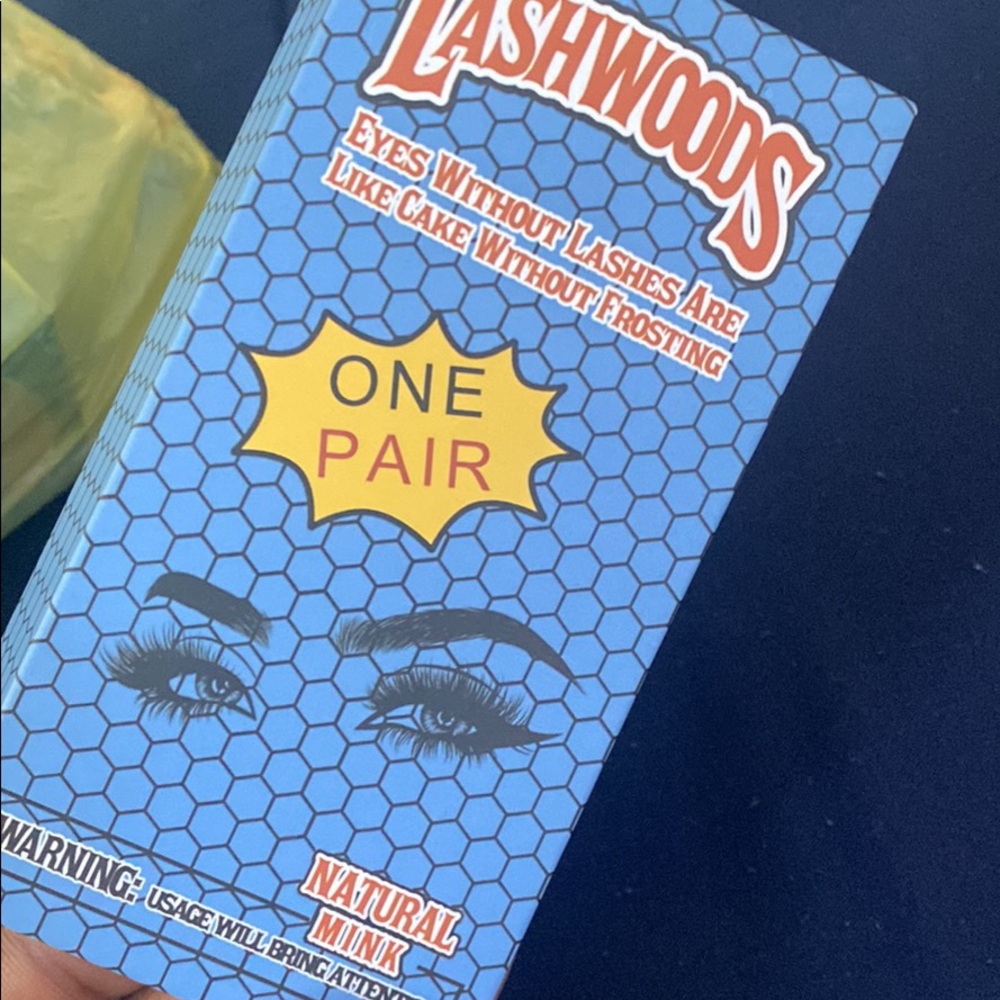 LASHWOODS
EYES WITHOUT LASHES ARE
LIKE CAKE WITHOUT FROSTING
ONE
PAIR
NATURAL
MINK
WARNING: USAGE WILL BRING